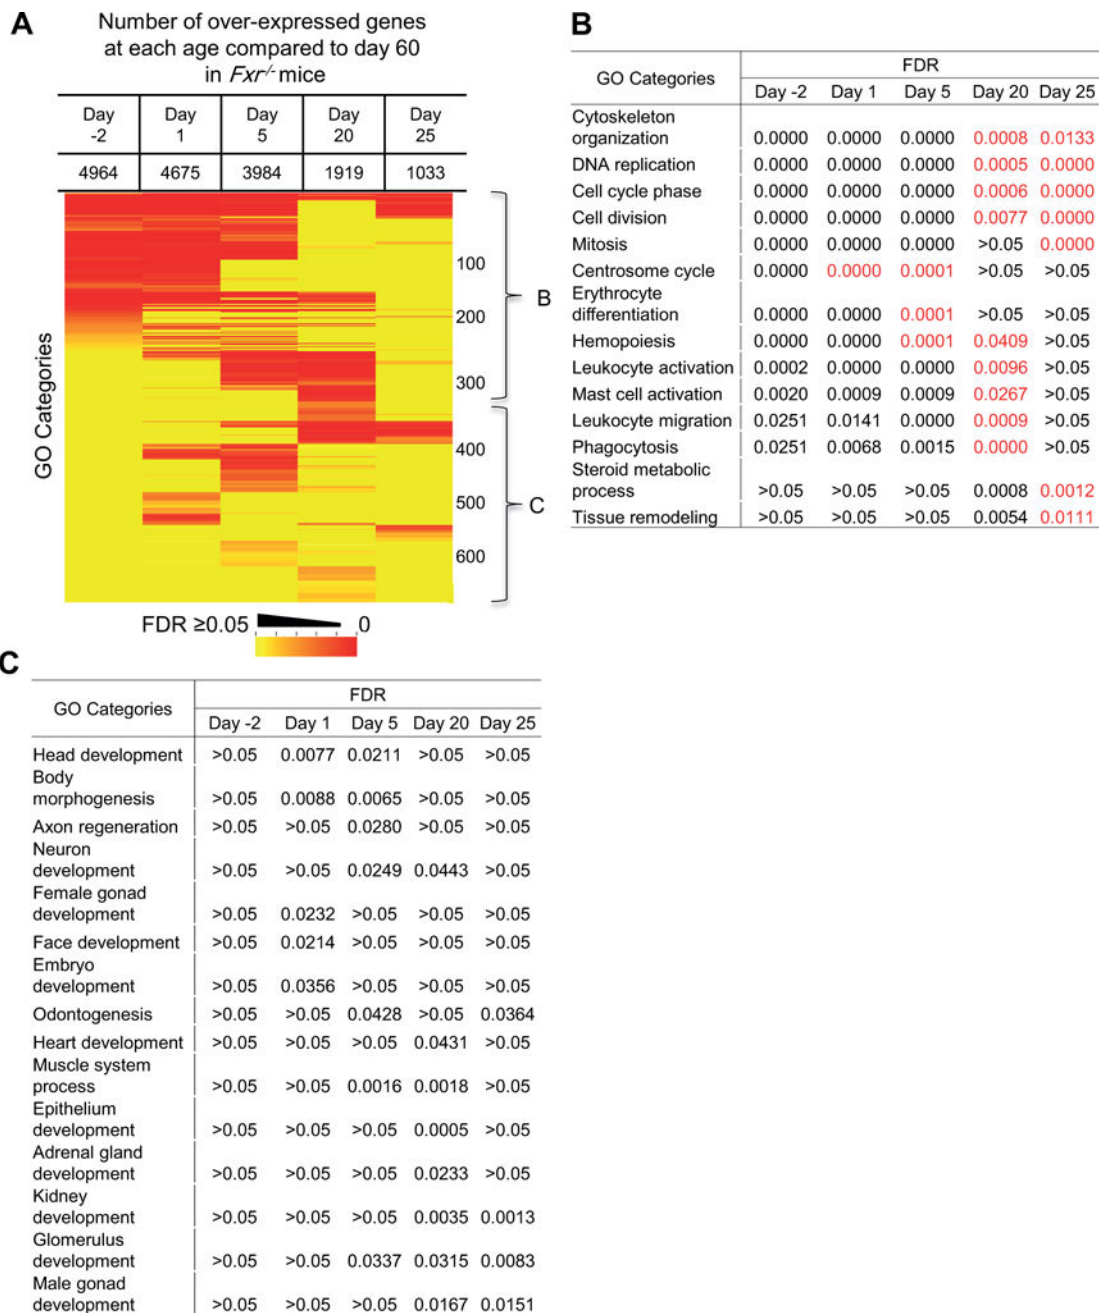 A
Number of over-expressed genes
at each age compared to day 60
in Fxr-/- mice
Day -2 Day 1 Day 5 Day 20 Day 25
4964 4675 3984 1919 1033
GO Categories
100
200
300
400
500
600
B
C
FDR ≥0.05 0
B
GO Categories FDR
Day -2 Day 1 Day 5 Day 20 Day 25
Cytoskeleton
organization 0.0000 0.0000 0.0000 0.0008 0.0133
DNA replication 0.0000 0.0000 0.0000 0.0005 0.0000
Cell cycle phase 0.0000 0.0000 0.0000 0.0006 0.0000
Cell division 0.0000 0.0000 0.0000 0.0077 0.0000
Mitosis 0.0000 0.0000 0.0000 >0.05 0.0000
Centrosome cycle 0.0000 0.0000 0.0001 >0.05 >0.05
Erythrocyte
differentiation 0.0000 0.0000 0.0001 >0.05 >0.05
Hemopoiesis 0.0000 0.0000 0.0001 0.0409 >0.05
Leukocyte activation 0.0002 0.0000 0.0000 0.0096 >0.05
Mast cell activation 0.0020 0.0009 0.0009 0.0267 >0.05
Leukocyte migration 0.0251 0.0141 0.0000 0.0009 >0.05
Phagocytosis 0.0251 0.0068 0.0015 0.0000 >0.05
Steroid metabolic
process >0.05 >0.05 >0.05 0.0008 0.0012
Tissue remodeling >0.05 >0.05 >0.05 0.0054 0.0111
C
GO Categories FDR
Day -2 Day 1 Day 5 Day 20 Day 25
Head development >0.05 0.0077 0.0211 >0.05 >0.05
Body
morphogenesis >0.05 0.0088 0.0065 >0.05 >0.05
Axon regeneration >0.05 >0.05 0.0280 >0.05 >0.05
Neuron
development >0.05 >0.05 0.0249 0.0443 >0.05
Female gonad
development >0.05 0.0232 >0.05 >0.05 >0.05
Face development >0.05 0.0214 >0.05 >0.05 >0.05
Embryo
development >0.05 0.0356 >0.05 >0.05 >0.05
Odontogenesis >0.05 >0.05 0.0428 >0.05 0.0364
Heart development >0.05 >0.05 >0.05 0.0431 >0.05
Muscle system
process >0.05 >0.05 0.0016 0.0018 >0.05
Epithelium
development >0.05 >0.05 >0.05 0.0005 >0.05
Adrenal gland
development >0.05 >0.05 >0.05 0.0233 >0.05
Kidney
development >0.05 >0.05 >0.05 0.0035 0.0013
Glomerulus
development >0.05 >0.05 0.0337 0.0315 0.0083
Male gonad
development >0.05 >0.05 >0.05 0.0167 0.0151